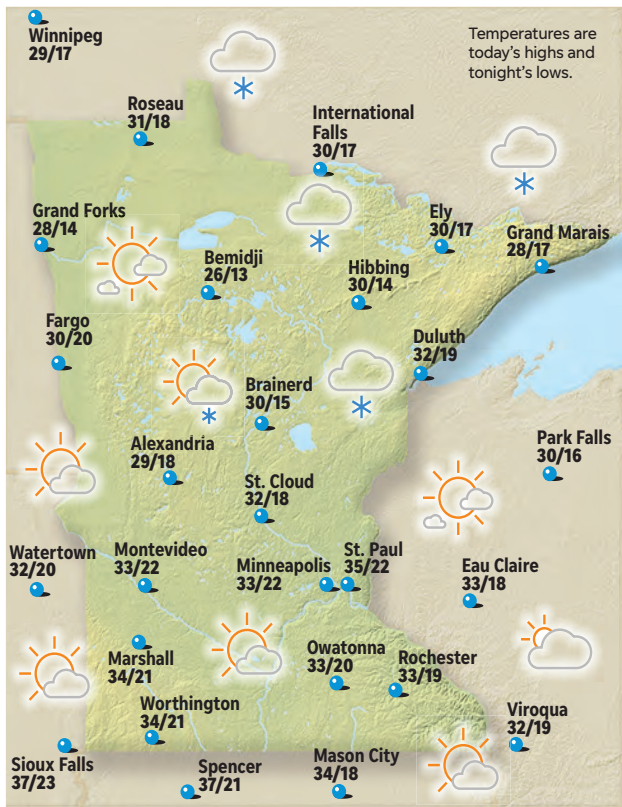 Winnipeg
29/17
Temperatures are
today's highs and
tonight's lows.
Roseau
31/18
International
Falls
30/17
Grand Forks
28/14
Ely
30/17
Grand Marais
28/17
Bemidji
26/13
Hibbing
30/14
Fargo
30/20
Duluth
32/19
Brainerd
30/15
Alexandria
29/18
Park Falls
30/16
St. Cloud
32/18
Watertown
32/20
Montevideo
33/22
Minneapolis
33/22
St. Paul
35/22
Eau Claire
33/18
Marshall
34/21
Owatonna
33/20
Rochester
33/19
Worthington
34/21
Viroqua
32/19
Sioux Falls
37/23
Spencer
37/21
Mason City
34/18